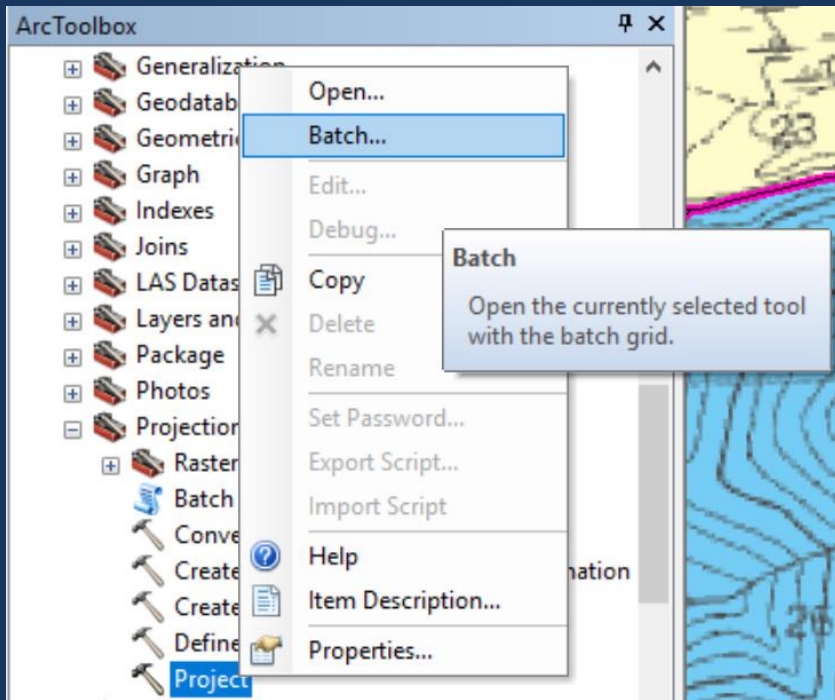 ArcToolbox
Generalization
Open...
Geodatab
Geometri
Batch...
Graph
Edit...
Indexes
Joins
Debug...
Batch
LAS Datas
Copy
Open the currently selected tool
with the batch grid.
Layers an
Delete
Package
Rename
Photos
Projection
Set Password...
Raster
Export Script...
Batch
Import Script
Conve
Help
Create
nation
Create
Item Description...
Define
Properties...
Project
23